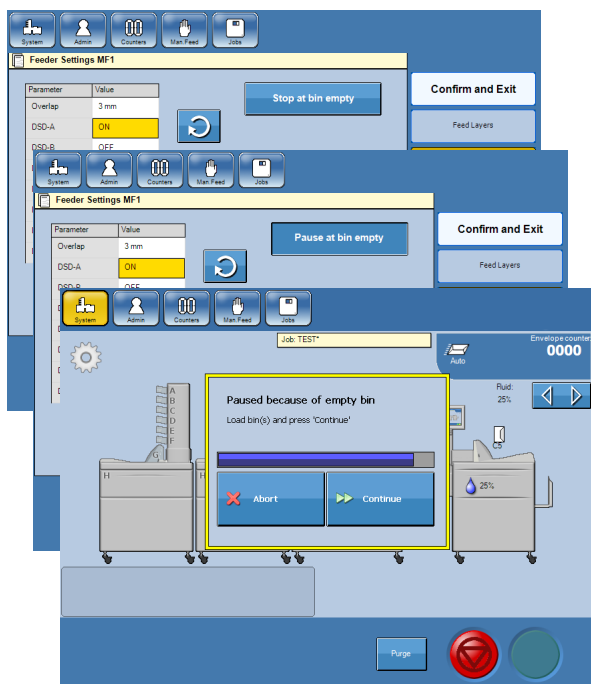 System
Admin
Counters
Man.Feed
Jobs
Feeder Settings MF1
Parameter
Value
Overlap
3 mm
DSD-A
ON
DSD-B
OFF
Stop at bin empty
Confirm and Exit
Feed Layers
System
Admin
Counters
Man.Feed
Jobs
Feeder Settings MF1
Parameter
Value
Overlap
3 mm
DSD-A
ON
DSD-B
OFF
Pause at bin empty
Confirm and Exit
Feed Layers
System
Admin
Counters
Man.Feed
Jobs
Job: TEST*
Auto
Envelope counter
0000
Fluid:
25%
A
B
C
D
E
F
G
H
H
C5
25%
Paused because of empty bin
Load bin(s) and press 'Continue'
Abort
Continue
Purge